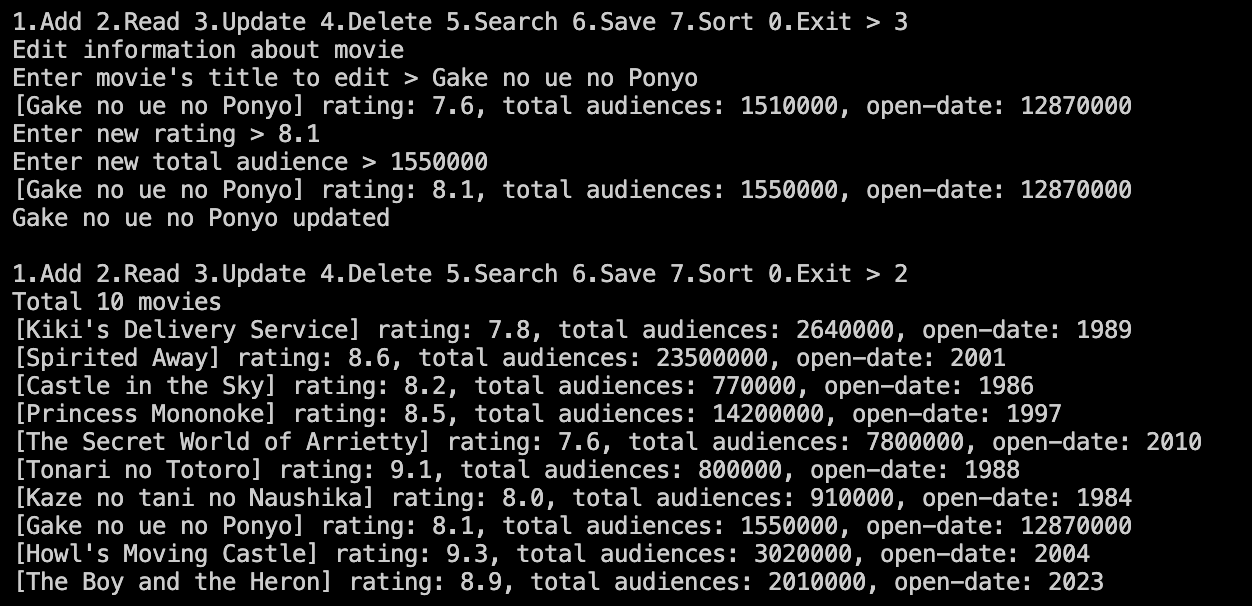 1.Add 2.Read 3.Update 4.Delete 5.Search 6.Save 7.Sort 0.Exit > 3
Edit information about movie
Enter movie's title to edit > Gake no ue no Ponyo
[Gake no ue no Ponyo] rating: 7.6, total audiences: 1510000, open-date: 12870000
Enter new rating > 8.1
Enter new total audience > 1550000
[Gake no ue no Ponyo] rating: 8.1, total audiences: 1550000, open-date: 12870000
Gake no ue no Ponyo updated

1.Add 2.Read 3.Update 4.Delete 5.Search 6.Save 7.Sort 0.Exit > 2
Total 10 movies
[Kiki's Delivery Service] rating: 7.8, total audiences: 2640000, open-date: 1989
[Spirited Away] rating: 8.6, total audiences: 23500000, open-date: 2001
[Castle in the Sky] rating: 8.2, total audiences: 770000, open-date: 1986
[Princess Mononoke] rating: 8.5, total audiences: 14200000, open-date: 1997
[The Secret World of Arrietty] rating: 7.6, total audiences: 7800000, open-date: 2010
[Tonari no Totoro] rating: 9.1, total audiences: 800000, open-date: 1988
[Kaze no tani no Naushika] rating: 8.0, total audiences: 910000, open-date: 1984
[Gake no ue no Ponyo] rating: 8.1, total audiences: 1550000, open-date: 12870000
[Howl's Moving Castle] rating: 9.3, total audiences: 3020000, open-date: 2004
[The Boy and the Heron] rating: 8.9, total audiences: 2010000, open-date: 2023